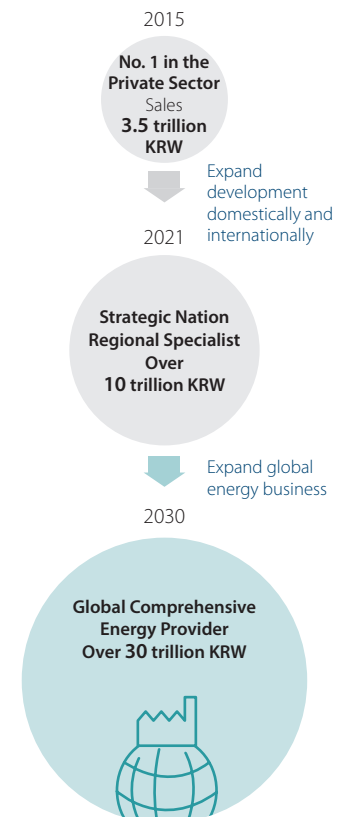 2015
No. 1 in the
Private Sector
Sales
3.5 trillion
KRW
Expand
development
domestically and
internationally
2021
Strategic Nation
Regional Specialist
Over
10 trillion KRW
Expand global
energy business
2030
Global Comprehensive
Energy Provider
Over 30 trillion KRW